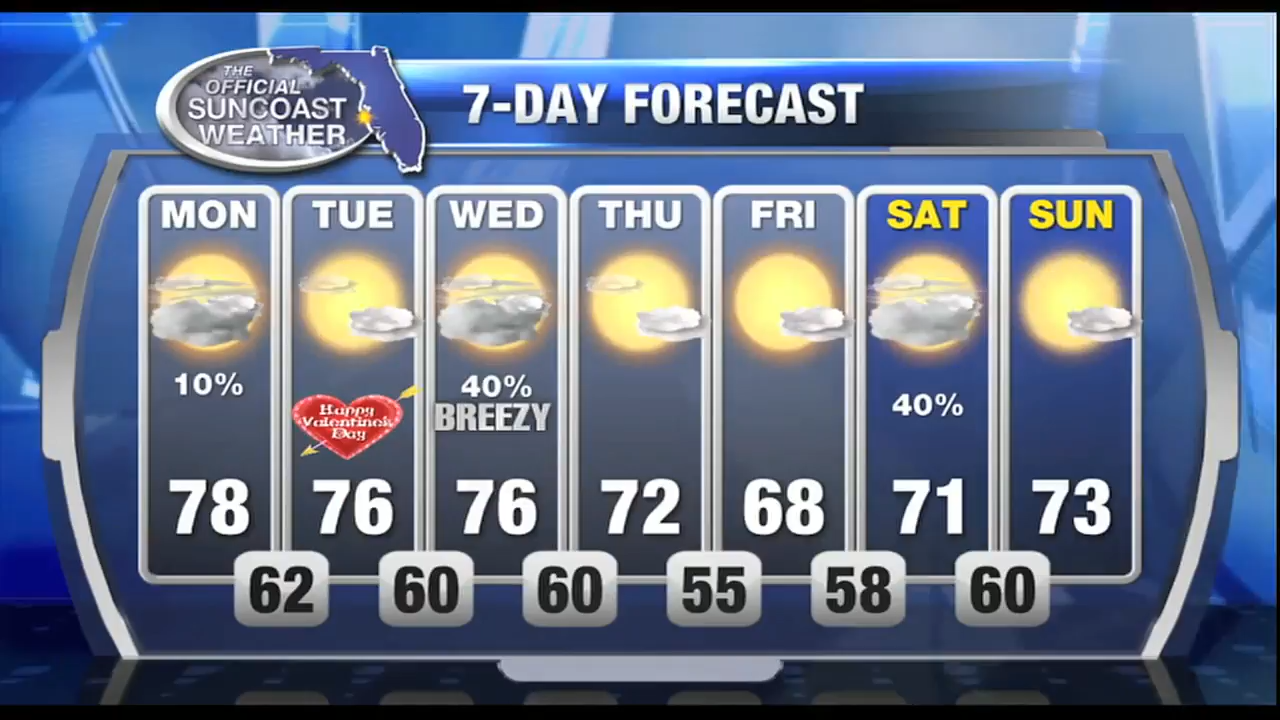 THE
OFFICIAL
SUNCOAST
WEATHER
7-DAY FORECAST
MON TUE WED THU FRI SAT SUN
10% 40% 40%
BREEZY
Happy
Valentine's
Day
78 76 76 72 68 71 73
62 60 60 55 58 60